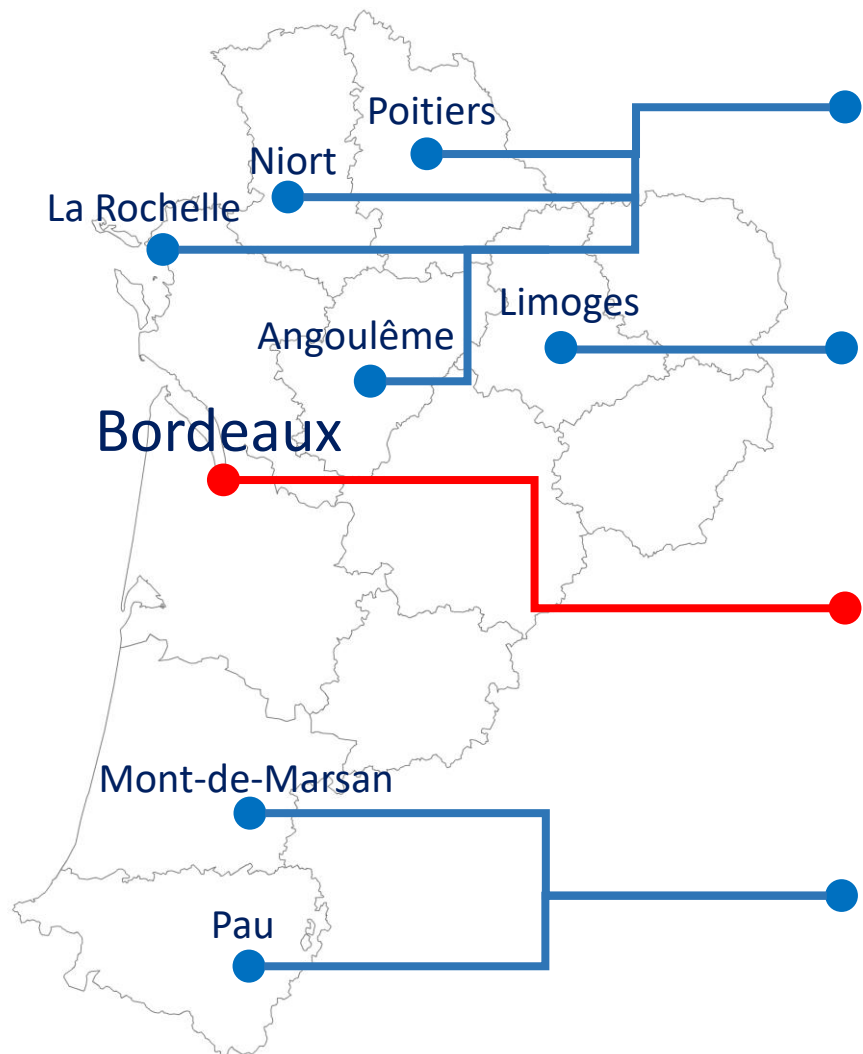 Poitiers
Niort
La Rochelle
Limoges
Angoulême
Bordeaux
Mont-de-Marsan
Pau